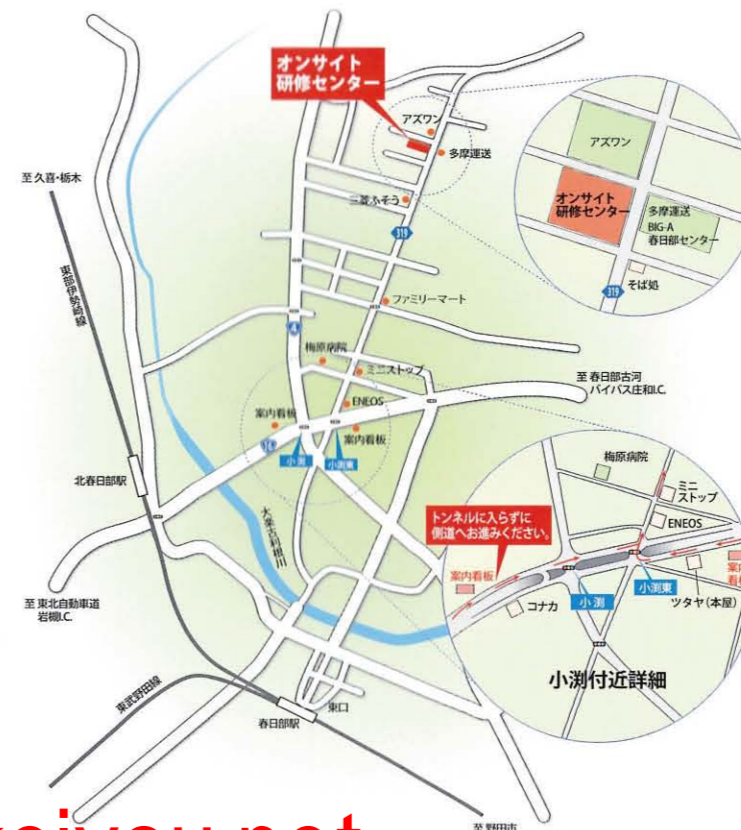 オンサイト
研修センター
アズワン
多摩運送
三菱ふそう
319
至 久喜・栃木
東部伊勢崎線
ファミリーマート
4
梅原病院
ミニストップ
ENEOS
案内看板
案内看板
16
小渕
小渕東
至 春日部古河
バイパス庄和I.C.
北春日部駅
大楽古利根川
至 東北自動車道
岩槻I.C.
東武野田線
春日部駅
東口
至 野田市
アズワン
オンサイト
研修センター
多摩運送
BIG-A
春日部センター
そば処
319
梅原病院
ミニ
ストップ
ENEOS
トンネルに入らずに
側道へお進みください。
案内看板
コナカ
小渕
小渕東
ツタヤ(本屋)
小渕付近詳細